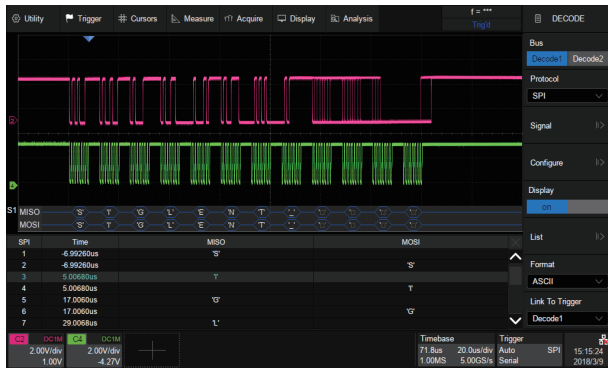 Utility Trigger Cursors Measure Acquire Display Analysis f = *** Trig'd DECODE
Bus
Decode1 Decode2
Protocol
SPI
Signal
Configure
Display
on
List
Format
ASCII
Link To Trigger
Decode1
S1 MISO 'S' 'I' 'G' 'L' 'E' 'N' 'T' '_'
MOSI 'S' 'I' 'G' 'L' 'E' 'N' 'T' '_'
SPI Time MISO MOSI
1 -6.99260us 'S'
2 -6.99260us 'S'
3 5.00680us 'I'
4 5.00680us 'I'
5 17.0060us 'G'
6 17.0060us 'G'
7 29.0068us 'L'
C2 DC1M C4 DC1M Timebase Trigger
2.00V/div 2.00V/div 71.8us 20.0us/div Auto SPI 15:15:24
1.00V -4.27V 1.00MS 5.00GS/s Serial 2018/3/9